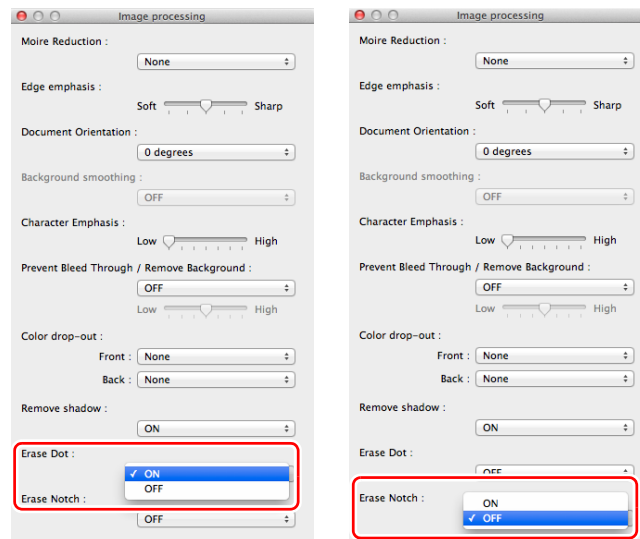 Image processing
Moire Reduction :
None
Edge emphasis :
Soft Sharp
Document Orientation :
0 degrees
Background smoothing :
OFF
Character Emphasis :
Low High
Prevent Bleed Through / Remove Background :
OFF
Low High
Color drop-out :
Front : None
Back : None
Remove shadow :
ON
Erase Dot :
✓ ON
OFF
Erase Notch :
OFF
Image processing
Moire Reduction :
None
Edge emphasis :
Soft Sharp
Document Orientation :
0 degrees
Background smoothing :
OFF
Character Emphasis :
Low High
Prevent Bleed Through / Remove Background :
OFF
Low High
Color drop-out :
Front : None
Back : None
Remove shadow :
ON
Erase Dot :
OFF
Erase Notch :
ON
✓ OFF